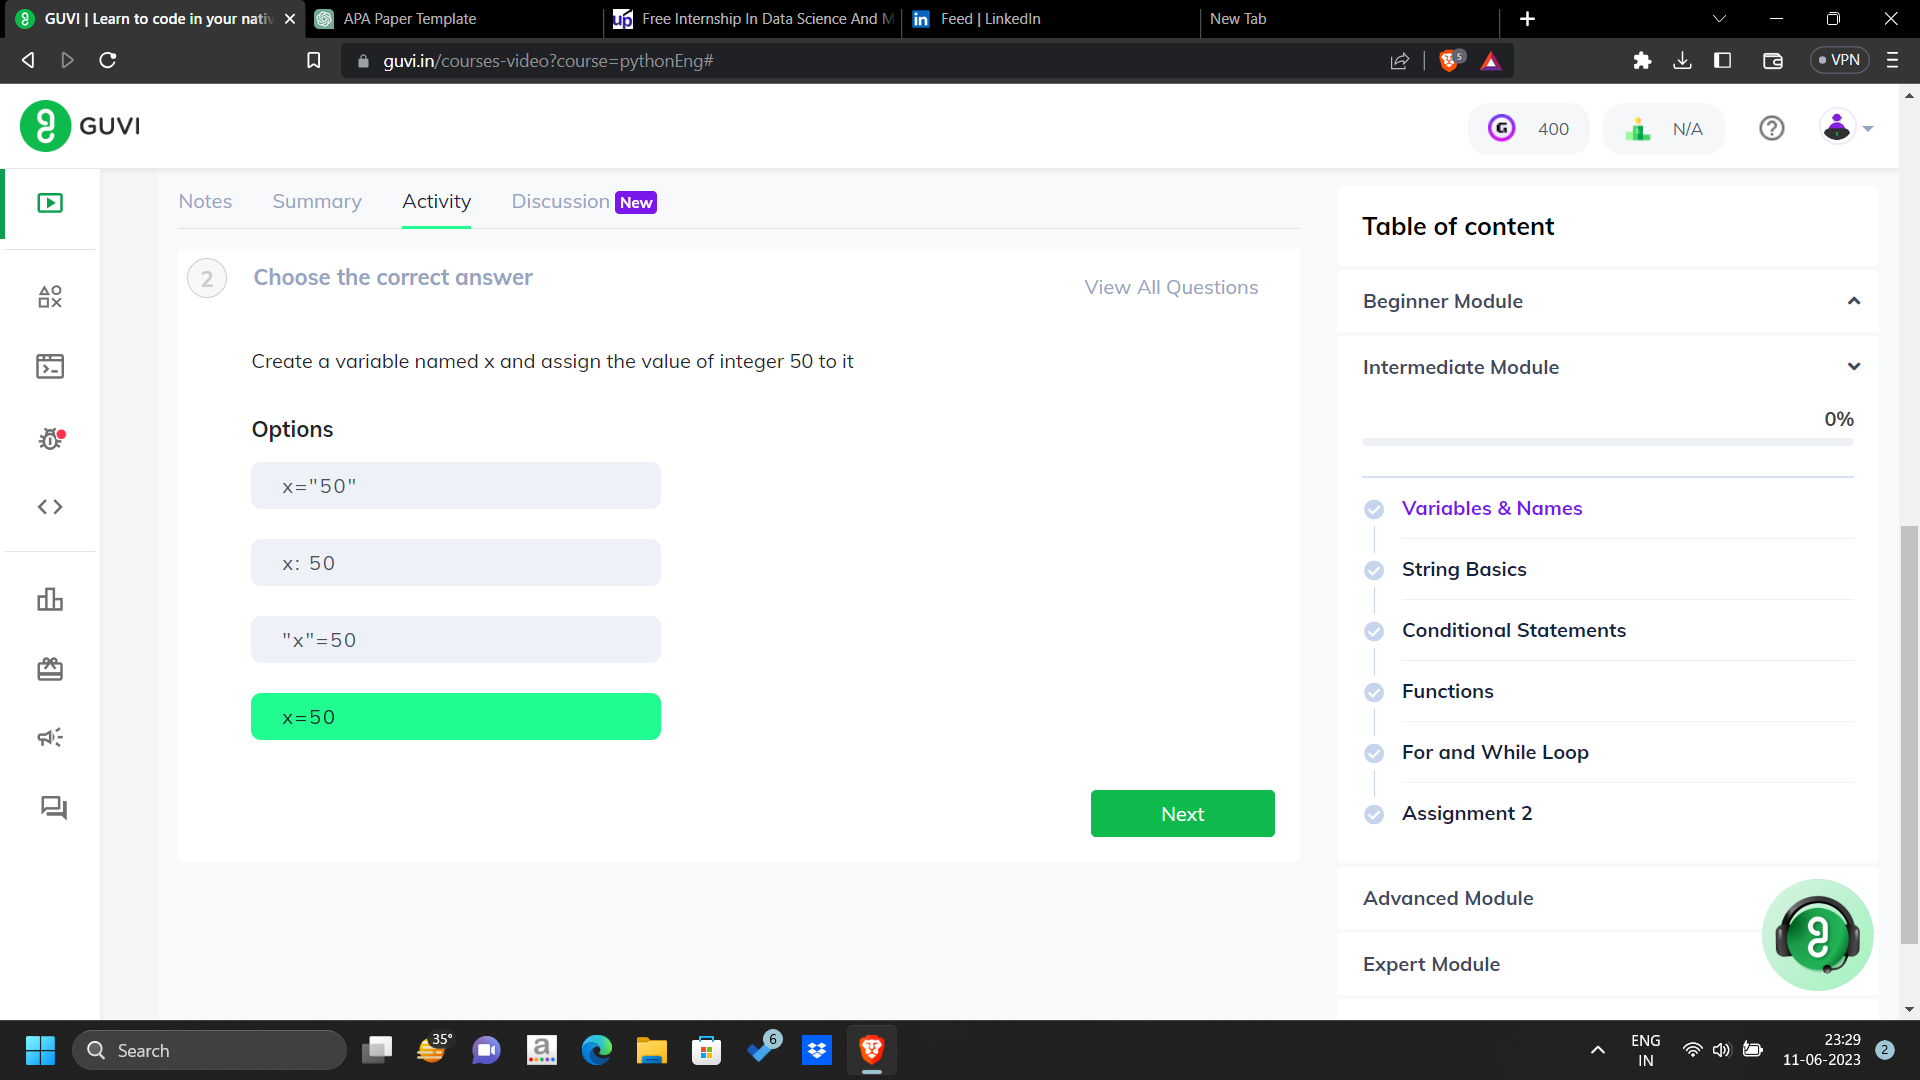 GUVI | Learn to code in your nativ
APA Paper Template
up Free Internship In Data Science And M
in Feed | LinkedIn
New Tab
guvi.in/courses-video?course=pythonEng#
5
VPN
GUVI
G 400
N/A
Notes
Summary
Activity
Discussion New
2
Choose the correct answer
View All Questions
Create a variable named x and assign the value of integer 50 to it
Options
x="50"
x: 50
"x"=50
x=50
Next
Table of content
Beginner Module
Intermediate Module
0%
Variables & Names
String Basics
Conditional Statements
Functions
For and While Loop
Assignment 2
Advanced Module
Expert Module
Search
35°
a
6
ENG
IN
23:29
11-06-2023
2